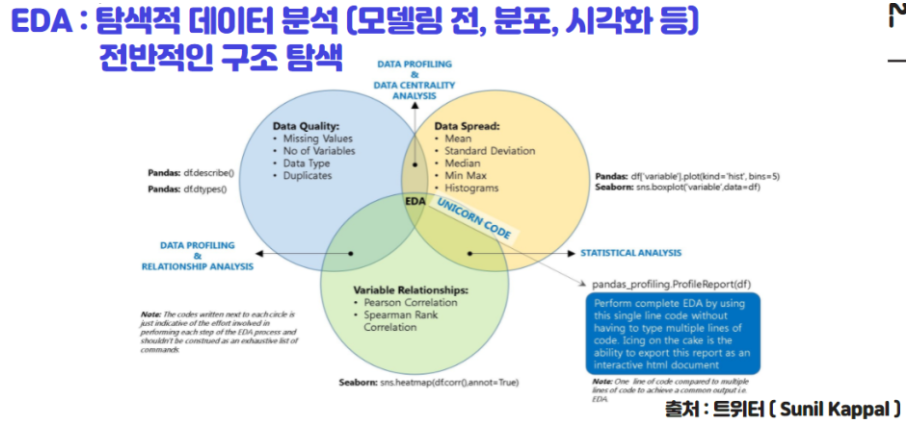 EDA : 탐색적 데이터 분석 (모델링 전, 분포, 시각화 등)
전반적인 구조 탐색
DATA PROFILING
&
DATA CENTRALITY
ANALYSIS
Data Quality:
• Missing Values
• No of Variables
• Data Type
• Duplicates
Data Spread:
• Mean
• Standard Deviation
• Median
• Min Max
• Histograms
Pandas: df.describe()
Pandas: df.dtypes()
Pandas: df['variable'].plot(kind='hist', bins=5)
Seaborn: sns.boxplot('variable',data=df)
EDA
UNICORN CODE
DATA PROFILING
&
RELATIONSHIP ANALYSIS
STATISTICAL ANALYSIS
Variable Relationships:
• Pearson Correlation
• Spearman Rank
Correlation
pandas_profiling.ProfileReport(df)
Perform complete EDA by using
this single line code without
having to type multiple lines of
code. Icing on the cake is the
ability to export this report as an
interactive html document
Note: The codes written next to each circle is
just indicative of the effort involved in
performing each step of the EDA process and
shouldn't be construed as an exhaustive list of
commands.
Seaborn: sns.heatmap(df.corr(),annot=True)
Note: One line of code compared to multiple
lines of code to achieve a common output i.e.
EDA.
출처 : 트위터 ( Sunil Kappal )